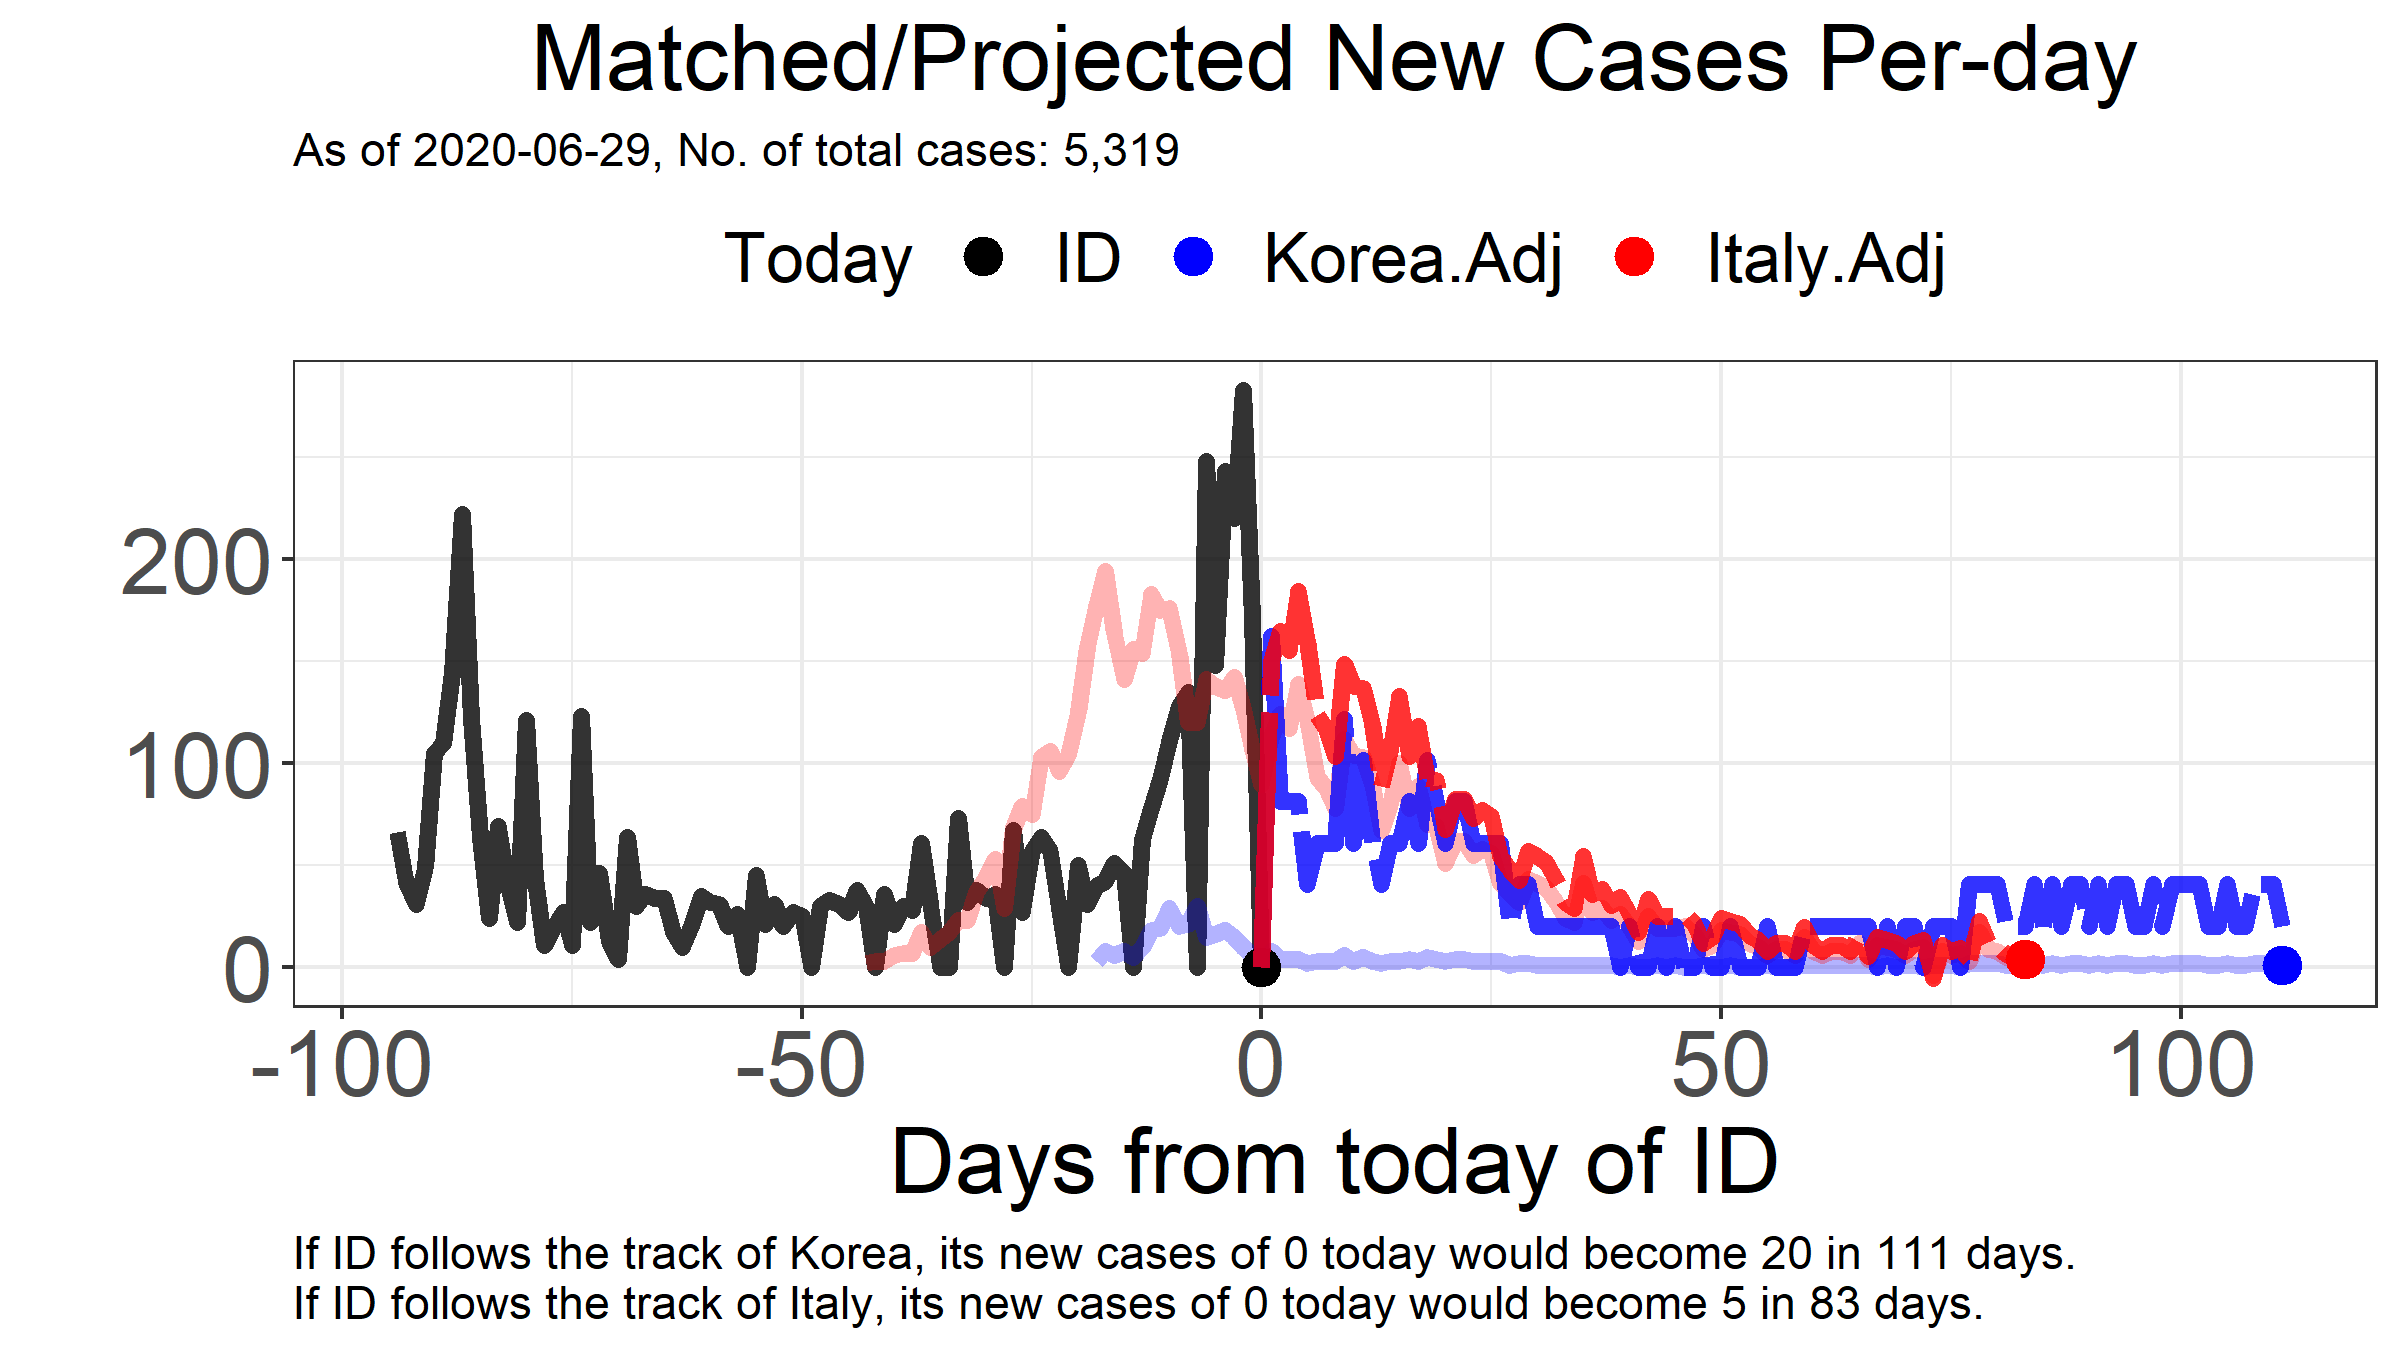 Matched/Projected New Cases Per-day
As of 2020-06-29, No. of total cases: 5,319
Today ID Korea.Adj Italy.Adj
200
100
0
-100 -50 0 50 100
Days from today of ID
If ID follows the track of Korea, its new cases of 0 today would become 20 in 111 days.
If ID follows the track of Italy, its new cases of 0 today would become 5 in 83 days.